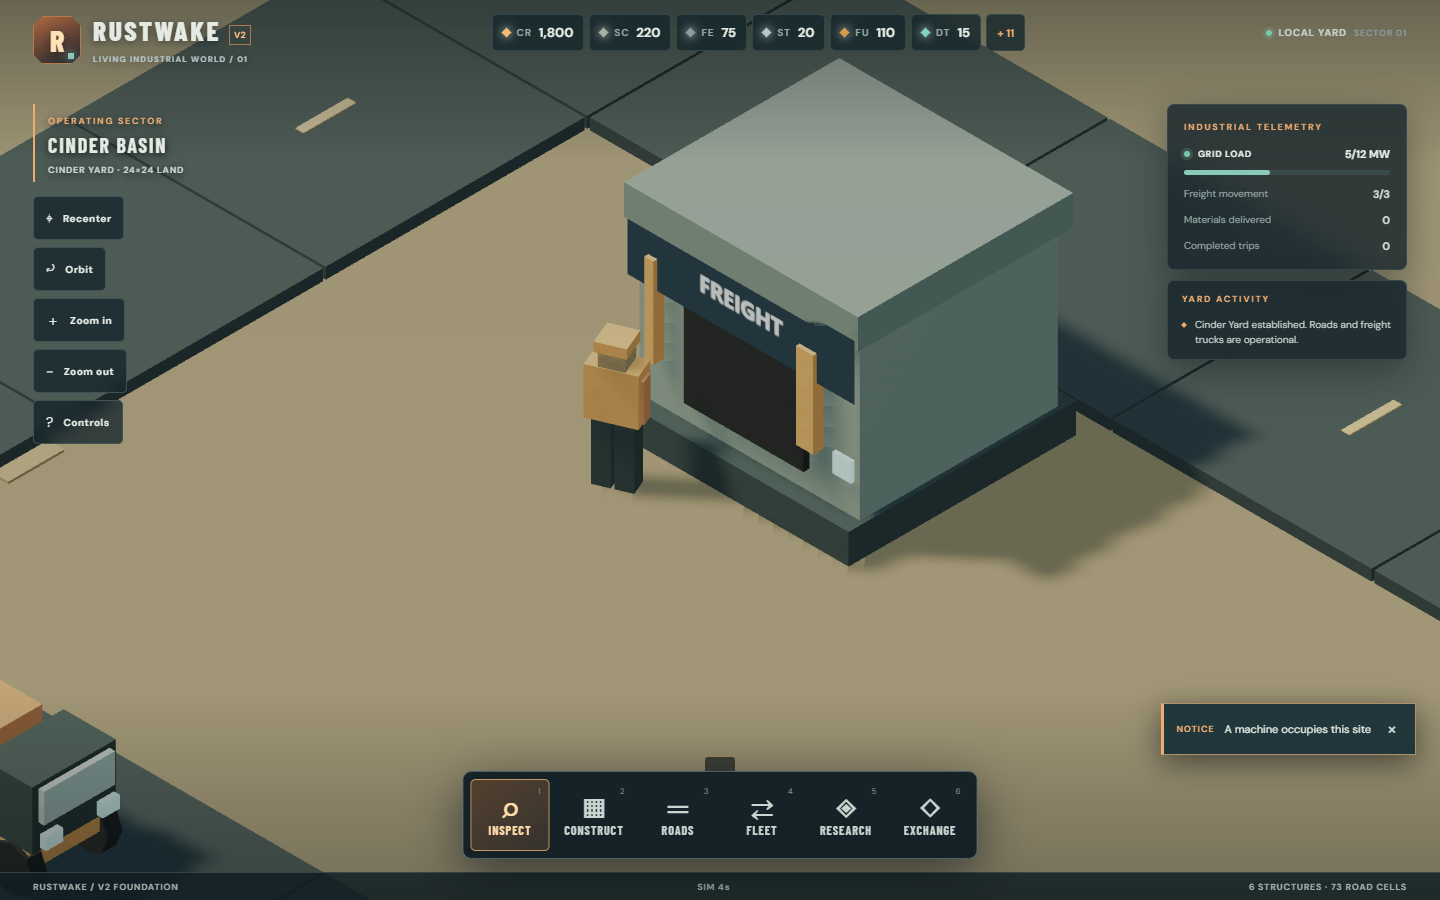 R
RUSTWAKE V2
LIVING INDUSTRIAL WORLD / 01
CR 1,800
SC 220
FE 75
ST 20
FU 110
DT 15
+ 11
LOCAL YARD SECTOR 01
OPERATING SECTOR
CINDER BASIN
CINDER YARD · 24×24 LAND
Recenter
Orbit
+ Zoom in
− Zoom out
? Controls
FREIGHT
INDUSTRIAL TELEMETRY
GRID LOAD 5/12 MW
Freight movement 3/3
Materials delivered 0
Completed trips 0
YARD ACTIVITY
Cinder Yard established. Roads and freight
trucks are operational.
NOTICE A machine occupies this site ×
1 INSPECT
2 CONSTRUCT
3 ROADS
4 FLEET
5 RESEARCH
6 EXCHANGE
RUSTWAKE / V2 FOUNDATION
SIM 4s
6 STRUCTURES · 73 ROAD CELLS